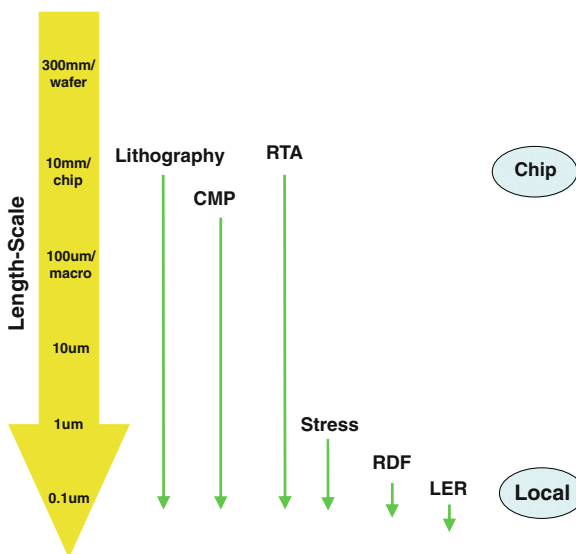 300mm/
wafer
Lithography
RTA
10mm/
chip
Chip
CMP
100um/
macro
Length-Scale
10um
1um
Stress
RDF
LER
0.1um
Local